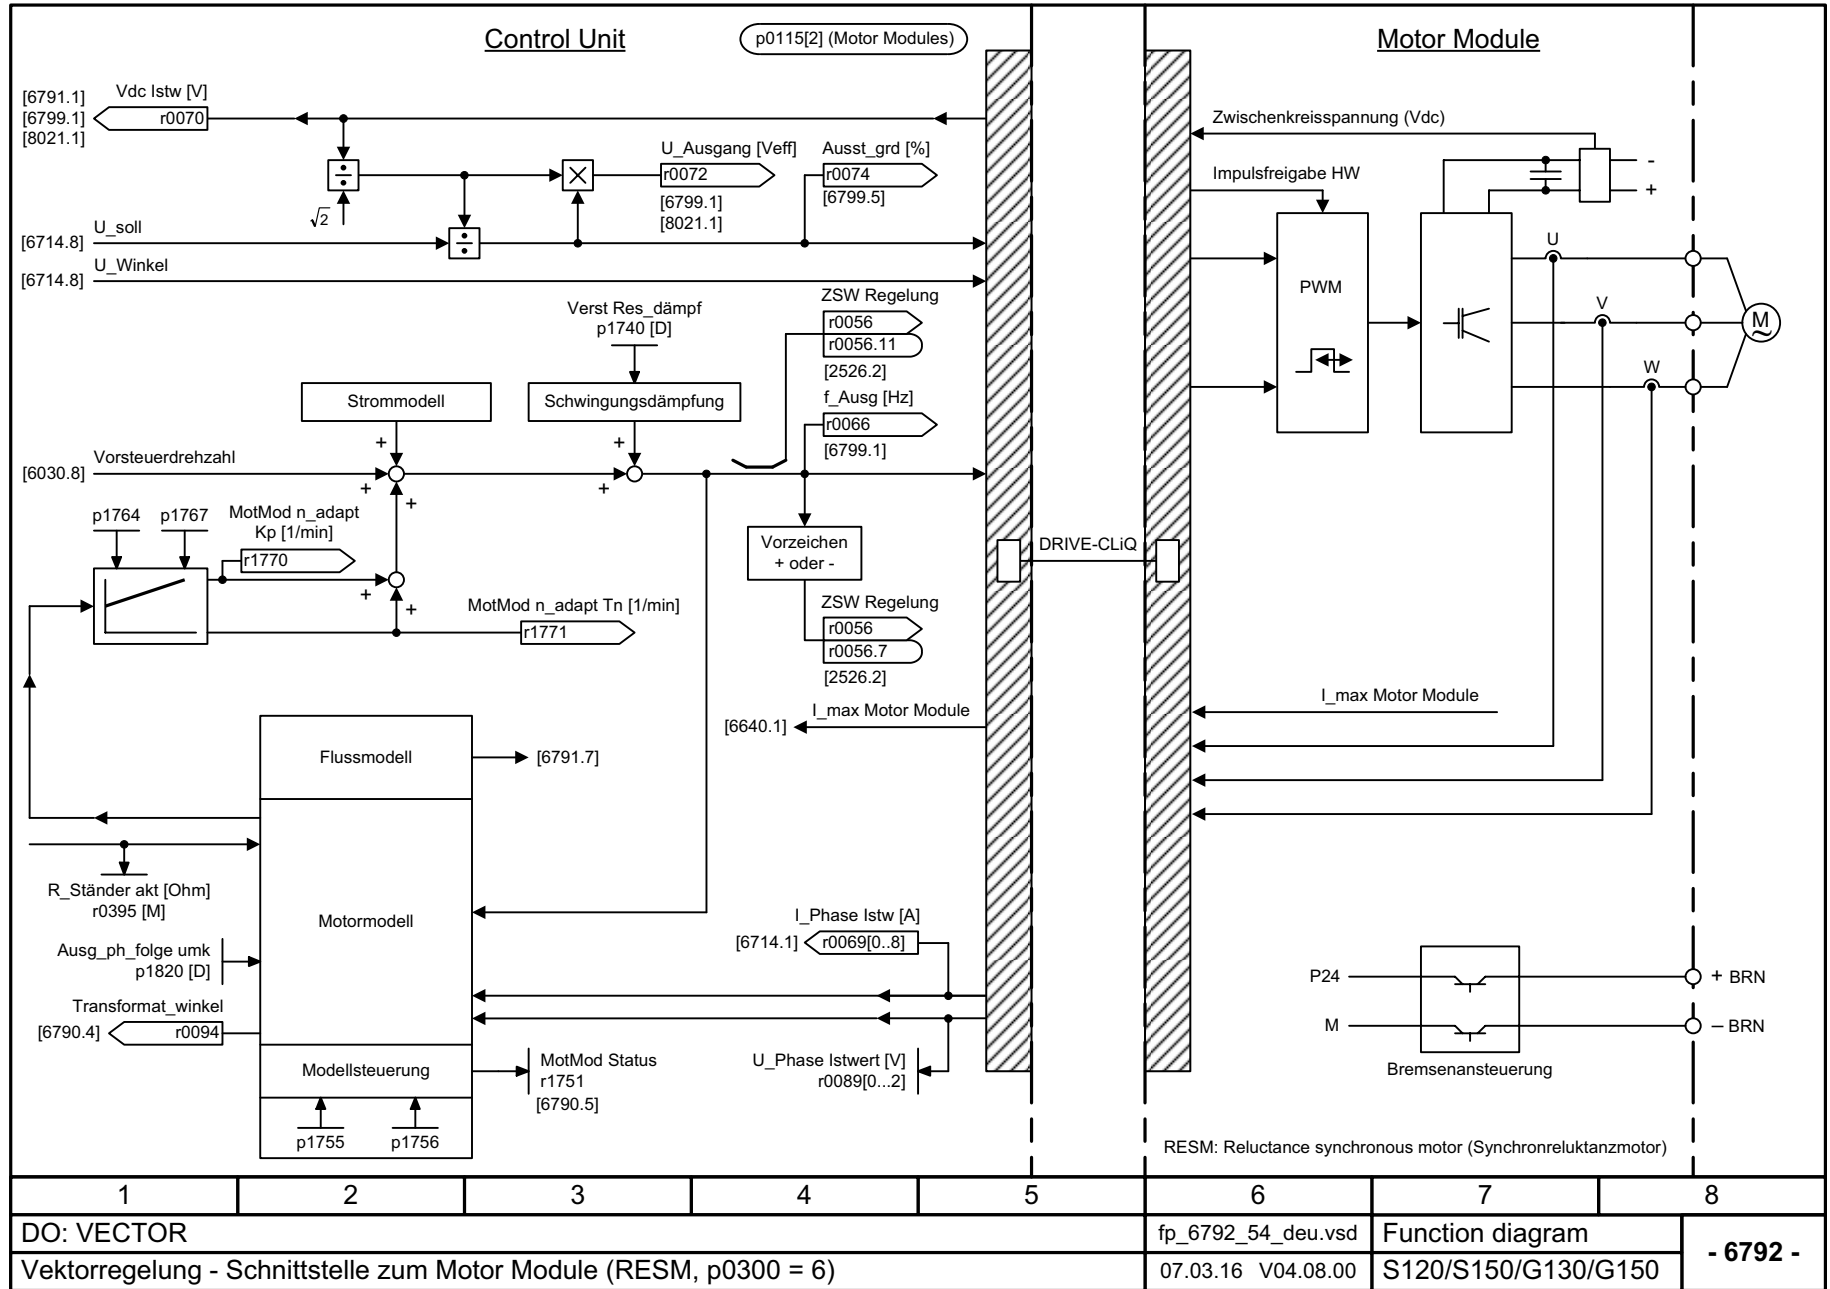 Control Unit
p0115[2] (Motor Modules)
Motor Module
[6791.1]
[6799.1]
[8021.1]
Vdc Istw [V]
r0070
÷
√2
×
U_Ausgang [Veff]
r0072
[6799.1]
[8021.1]
Ausst_grd [%]
r0074
[6799.5]
[6714.8]
U_soll
÷
[6714.8]
U_Winkel
Verst Res_dämpf
p1740 [D]
ZSW Regelung
r0056
r0056.11
[2526.2]
Strommodell
Schwingungsdämpfung
f_Ausg [Hz]
r0066
[6799.1]
+
+
[6030.8]
Vorsteuerdrehzahl
+
+
+
p1764
p1767
MotMod n_adapt
Kp [1/min]
r1770
+
+
MotMod n_adapt Tn [1/min]
r1771
Vorzeichen
+ oder -
ZSW Regelung
r0056
r0056.7
[2526.2]
DRIVE-CLiQ
[6640.1]
I_max Motor Module
Flussmodell
[6791.7]
R_Ständer akt [Ohm]
r0395 [M]
Motormodell
Ausg_ph_folge umk
p1820 [D]
Transformat_winkel
[6790.4]
r0094
I_Phase Istw [A]
[6714.1]
r0069[0..8]
U_Phase Istwert [V]
r0089[0...2]
Modellsteuerung
MotMod Status
r1751
[6790.5]
p1755
p1756
Zwischenkreisspannung (Vdc)
Impulsfreigabe HW
-
+
PWM
U
V
W
M
~
I_max Motor Module
P24
M
+ BRN
– BRN
Bremsenansteuerung
RESM: Reluctance synchronous motor (Synchronreluktanzmotor)
1
2
3
4
5
6
7
8
DO: VECTOR
fp_6792_54_deu.vsd
Function diagram
- 6792 -
Vektorregelung - Schnittstelle zum Motor Module (RESM, p0300 = 6)
07.03.16 V04.08.00
S120/S150/G130/G150